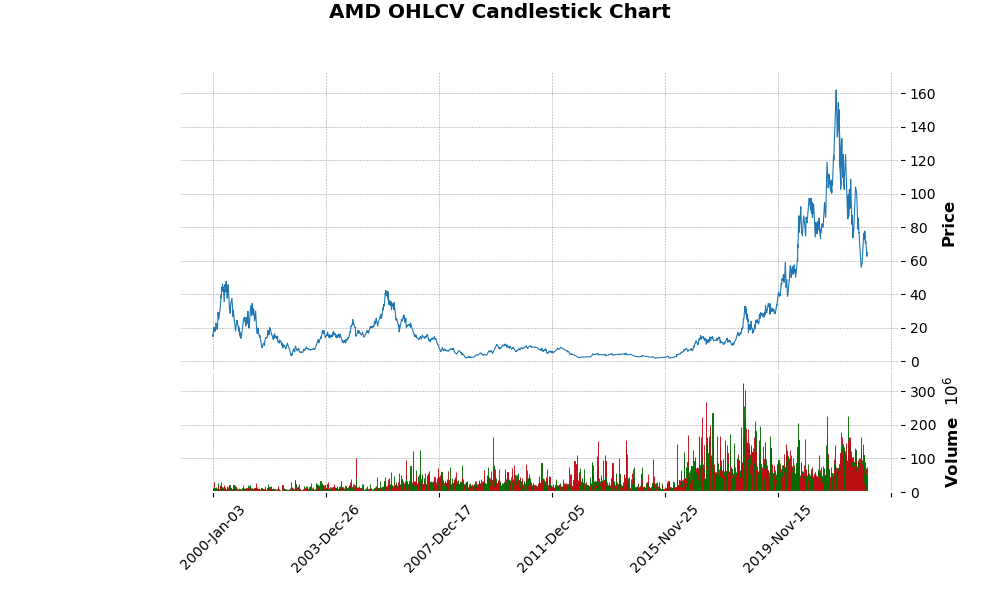 AMD OHLCV Candlestick Chart
160
140
120
100
80
60
40
20
0
Price
300
200
100
0
Volume 10^6
2000-Jan-03
2003-Dec-26
2007-Dec-17
2011-Dec-05
2015-Nov-25
2019-Nov-15